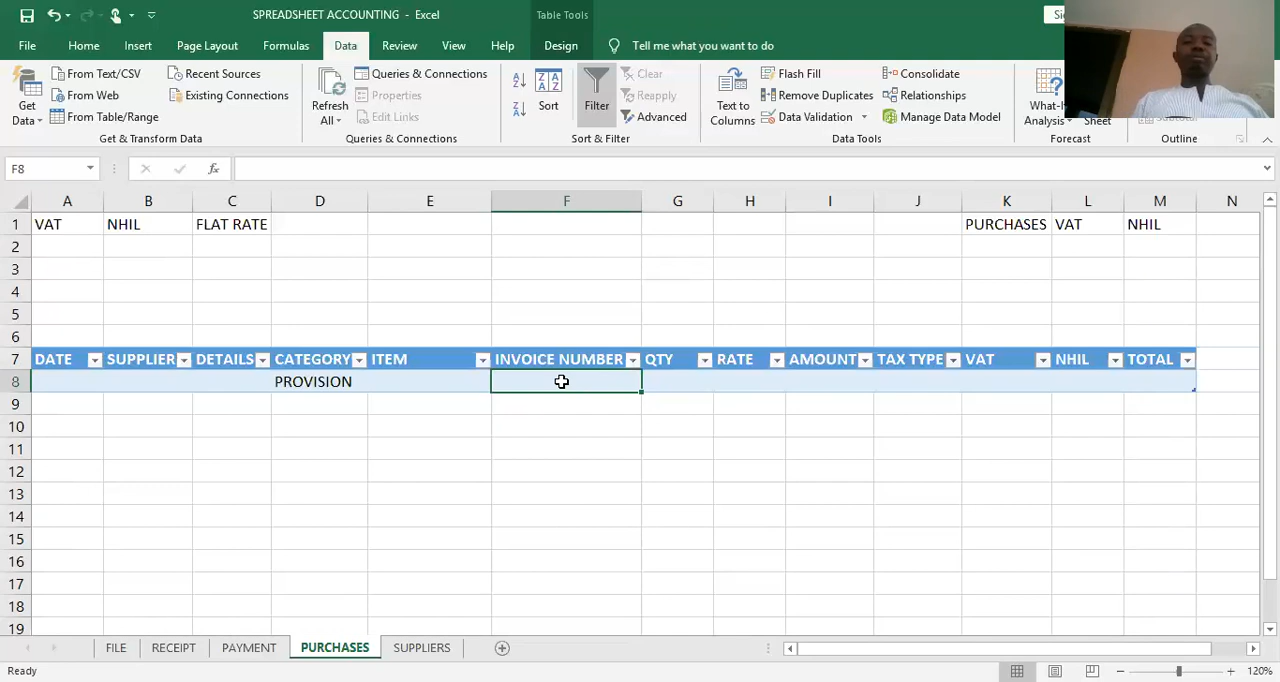 SPREADSHEET ACCOUNTING - Excel
Table Tools
File
Home
Insert
Page Layout
Formulas
Data
Review
View
Help
Design
Tell me what you want to do
Get Data
From Text/CSV
From Web
From Table/Range
Recent Sources
Existing Connections
Get & Transform Data
Refresh All
Queries & Connections
Properties
Edit Links
Queries & Connections
Sort
Filter
Clear
Reapply
Advanced
Sort & Filter
Text to Columns
Flash Fill
Remove Duplicates
Data Validation
Consolidate
Relationships
Manage Data Model
Data Tools
What-If Analysis
Sheet
Forecast
Outline
F8
fx
A B C D E F G H I J K L M N
1 VAT NHIL FLAT RATE PURCHASES VAT NHIL
2
3
4
5
6
7 DATE SUPPLIER DETAILS CATEGORY ITEM INVOICE NUMBER QTY RATE AMOUNT TAX TYPE VAT NHIL TOTAL
8 PROVISION
9
10
11
12
13
14
15
16
17
18
19
FILE RECEIPT PAYMENT PURCHASES SUPPLIERS
Ready
120%